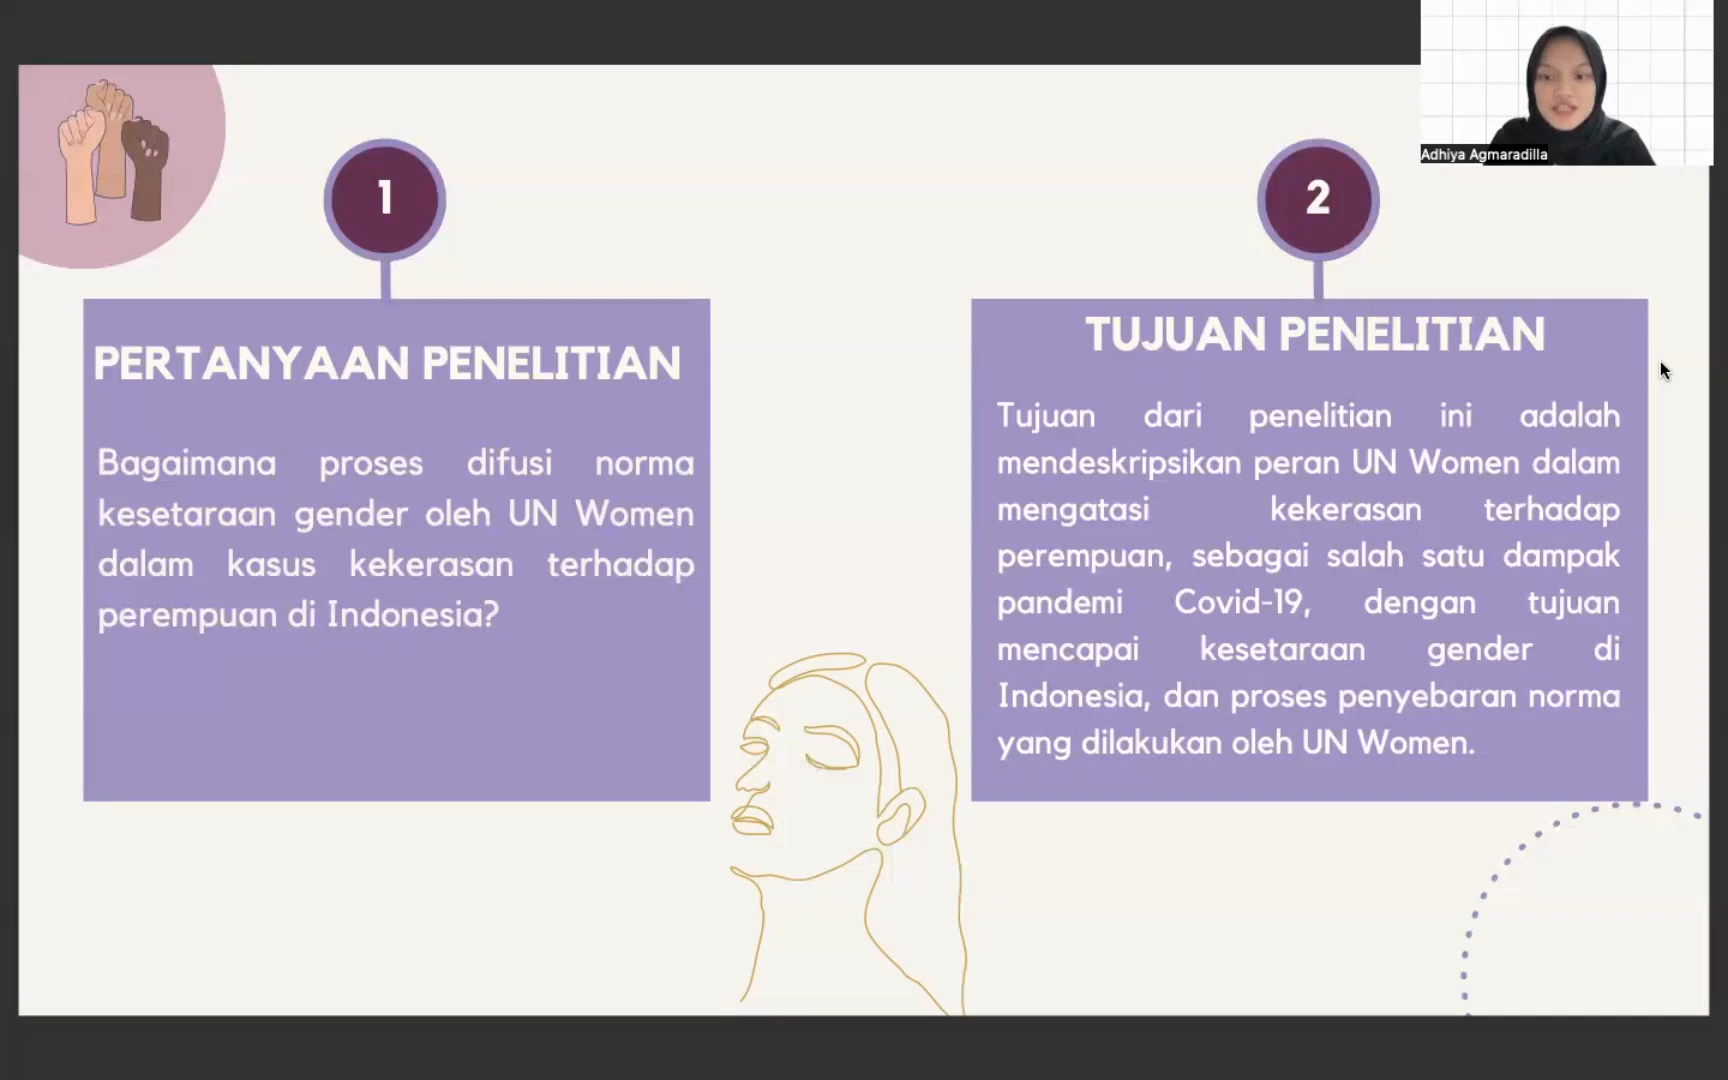 Adhiya Agmaradilla
1
PERTANYAAN PENELITIAN
Bagaimana proses difusi norma
kesetaraan gender oleh UN Women
dalam kasus kekerasan terhadap
perempuan di Indonesia?
2
TUJUAN PENELITIAN
Tujuan dari penelitian ini adalah
mendeskripsikan peran UN Women dalam
mengatasi kekerasan terhadap
perempuan, sebagai salah satu dampak
pandemi Covid-19, dengan tujuan
mencapai kesetaraan gender di
Indonesia, dan proses penyebaran norma
yang dilakukan oleh UN Women.